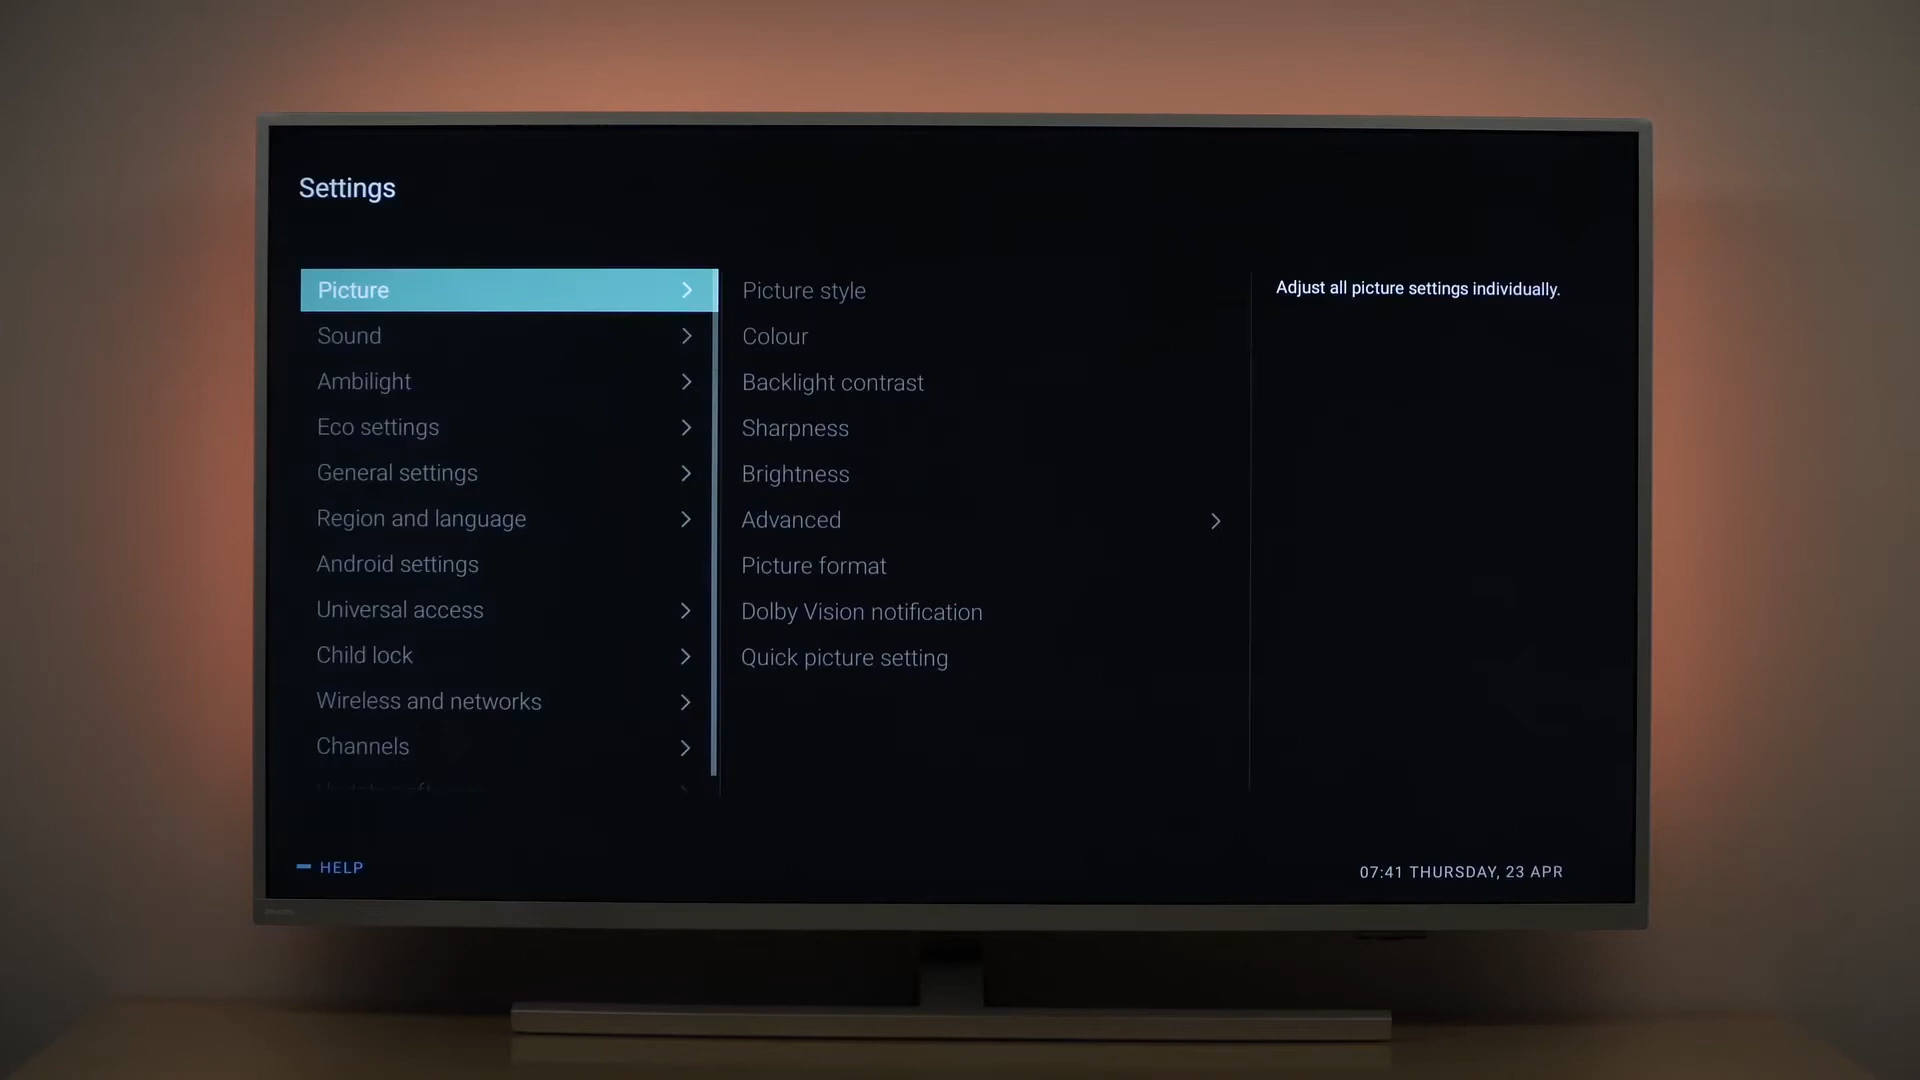 Settings
Picture
Sound
Ambilight
Eco settings
General settings
Region and language
Android settings
Universal access
Child lock
Wireless and networks
Channels
Picture style
Colour
Backlight contrast
Sharpness
Brightness
Advanced
Picture format
Dolby Vision notification
Quick picture setting
Adjust all picture settings individually.
HELP
07:41 THURSDAY, 23 APR